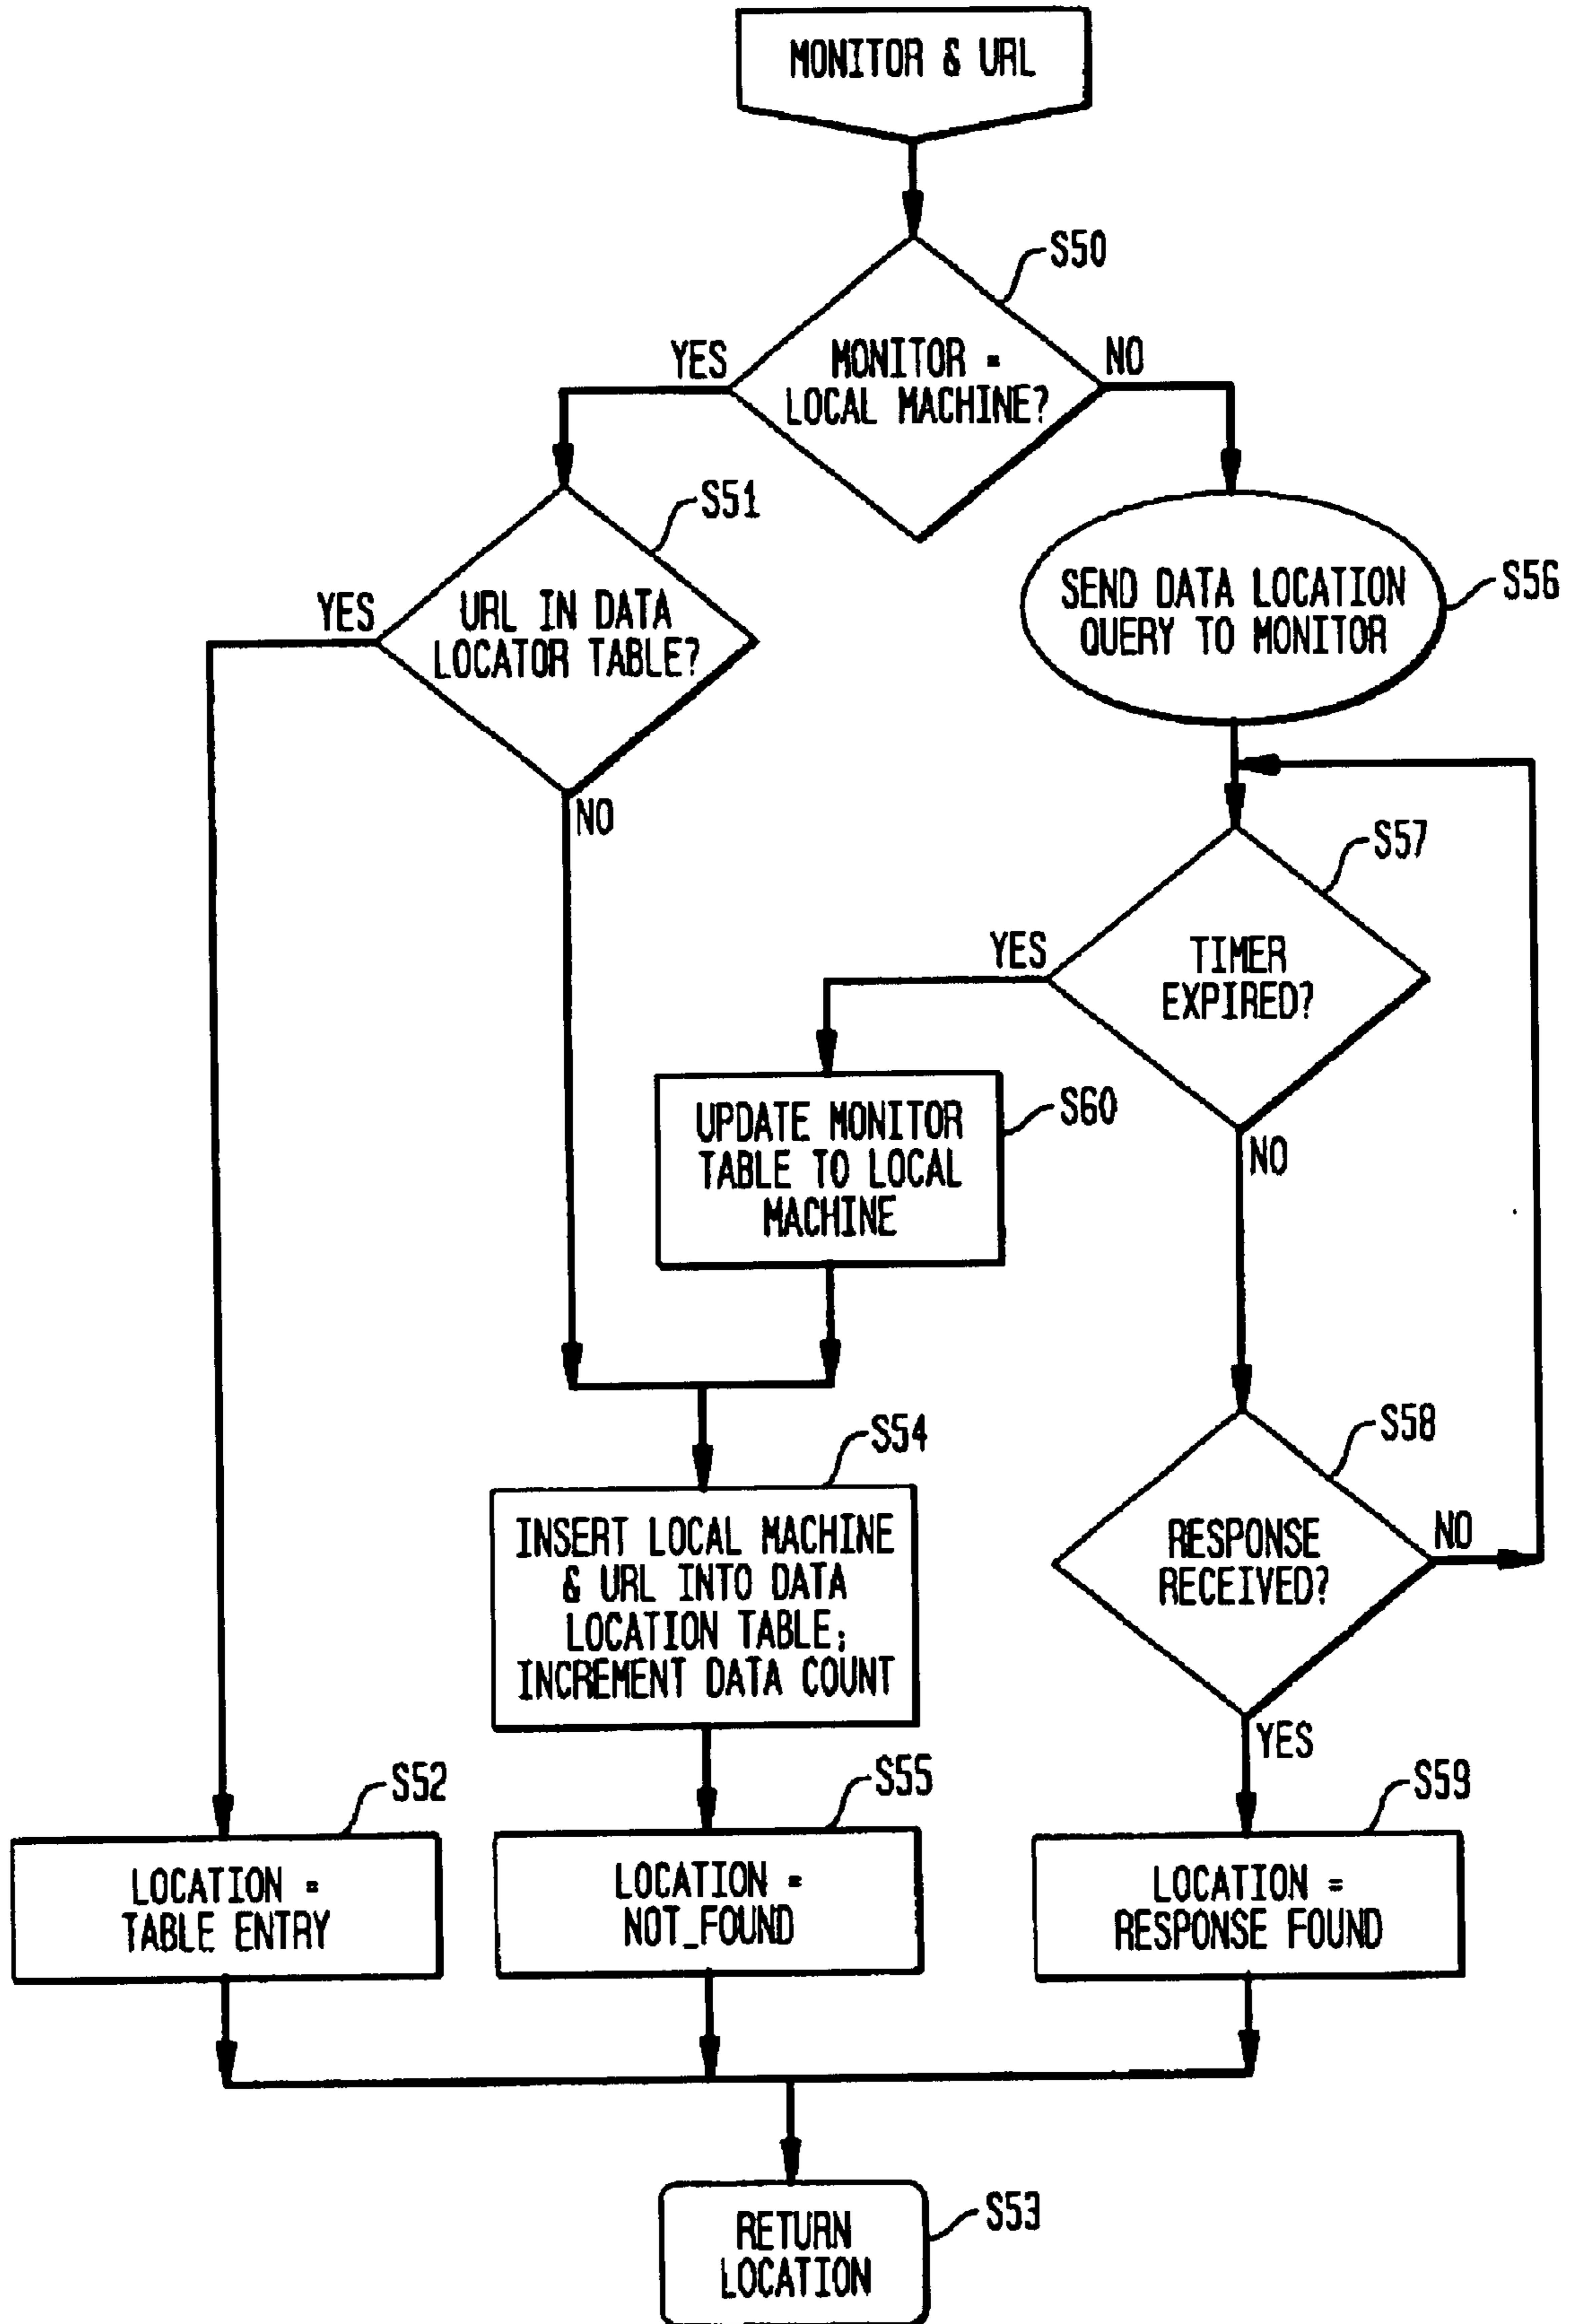 MONITOR & URL
S50
YES
MONITOR =
LOCAL MACHINE?
NO
S51
YES
URL IN DATA
LOCATOR TABLE?
NO
SEND DATA LOCATION
QUERY TO MONITOR
S56
S57
YES
TIMER
EXPIRED?
NO
UPDATE MONITOR
TABLE TO LOCAL
MACHINE
S60
S54
INSERT LOCAL MACHINE
& URL INTO DATA
LOCATION TABLE;
INCREMENT DATA COUNT
S58
RESPONSE
RECEIVED?
NO
YES
S52
LOCATION =
TABLE ENTRY
S55
LOCATION =
NOT_FOUND
S59
LOCATION =
RESPONSE FOUND
S53
RETURN
LOCATION